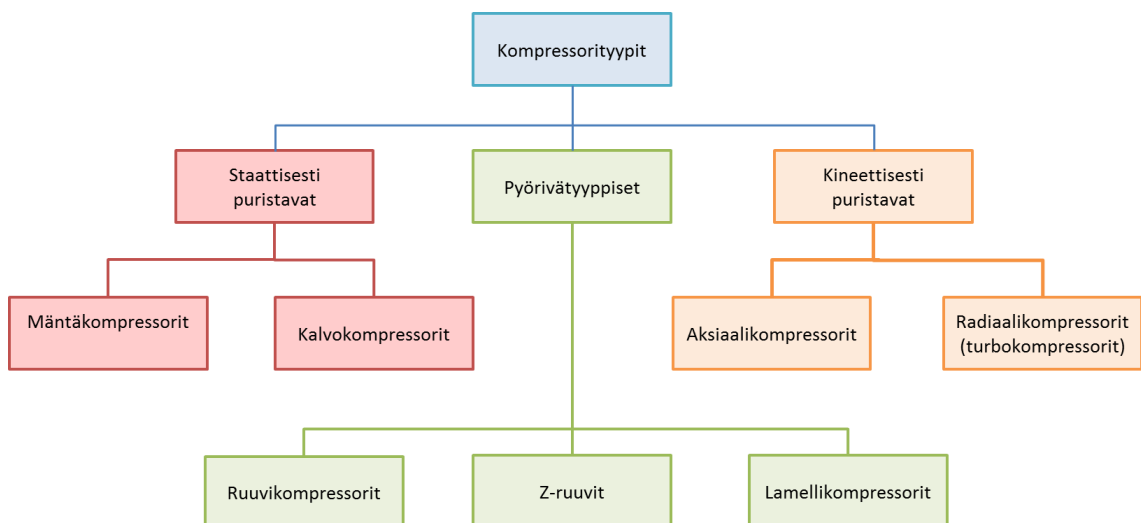 Kompressorityypit
Staattisesti
puristavat
Pyörivätyyppiset
Kineettisesti
puristavat
Mäntäkompressorit
Kalvokompressorit
Aksiaalikompressorit
Radiaalikompressorit
(turbokompressorit)
Ruuvikompressorit
Z-ruuvit
Lamellikompressorit